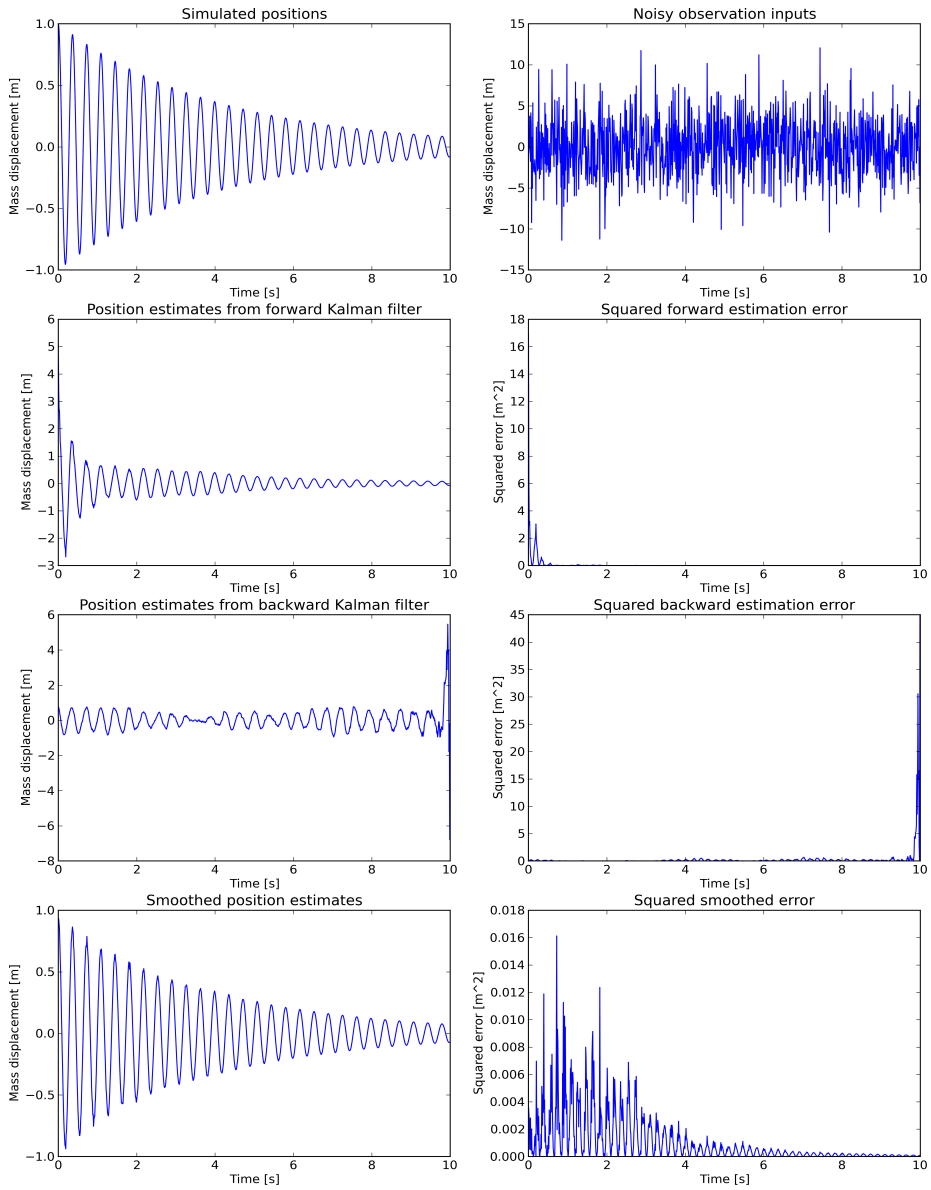 Simulated positions
Noisy observation inputs
Mass displacement [m]
1.0
0.5
0.0
−0.5
−1.0
0 2 4 6 8 10
Time [s]
Mass displacement [m]
15
10
5
0
−5
−10
−15
0 2 4 6 8 10
Time [s]
Position estimates from forward Kalman filter
Squared forward estimation error
Mass displacement [m]
6
5
4
3
2
1
0
−1
−2
−3
0 2 4 6 8 10
Time [s]
Squared error [m^2]
18
16
14
12
10
8
6
4
2
0
0 2 4 6 8 10
Time [s]
Position estimates from backward Kalman filter
Squared backward estimation error
Mass displacement [m]
6
4
2
0
−2
−4
−6
−8
0 2 4 6 8 10
Time [s]
Squared error [m^2]
45
40
35
30
25
20
15
10
5
0
0 2 4 6 8 10
Time [s]
Smoothed position estimates
Squared smoothed error
Mass displacement [m]
1.0
0.5
0.0
−0.5
−1.0
0 2 4 6 8 10
Time [s]
Squared error [m^2]
0.018
0.016
0.014
0.012
0.010
0.008
0.006
0.004
0.002
0.000
0 2 4 6 8 10
Time [s]